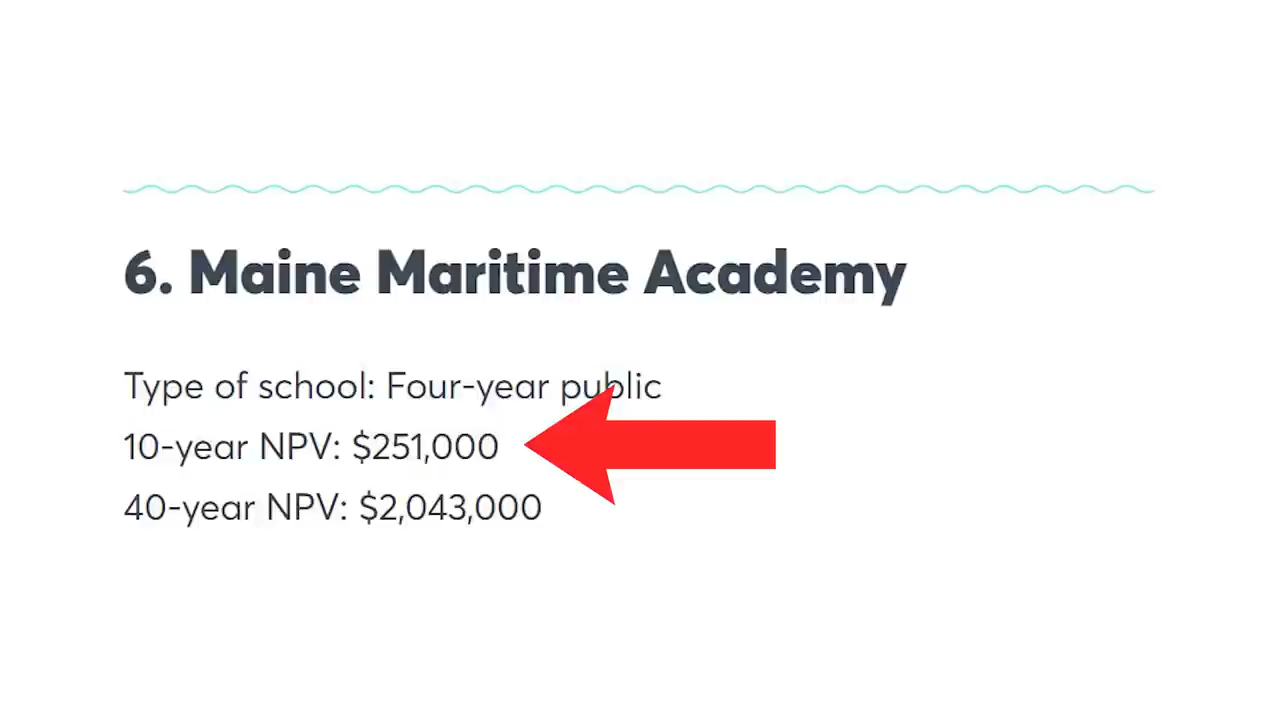 6. Maine Maritime Academy
Type of school: Four-year public
10-year NPV: $251,000
40-year NPV: $2,043,000